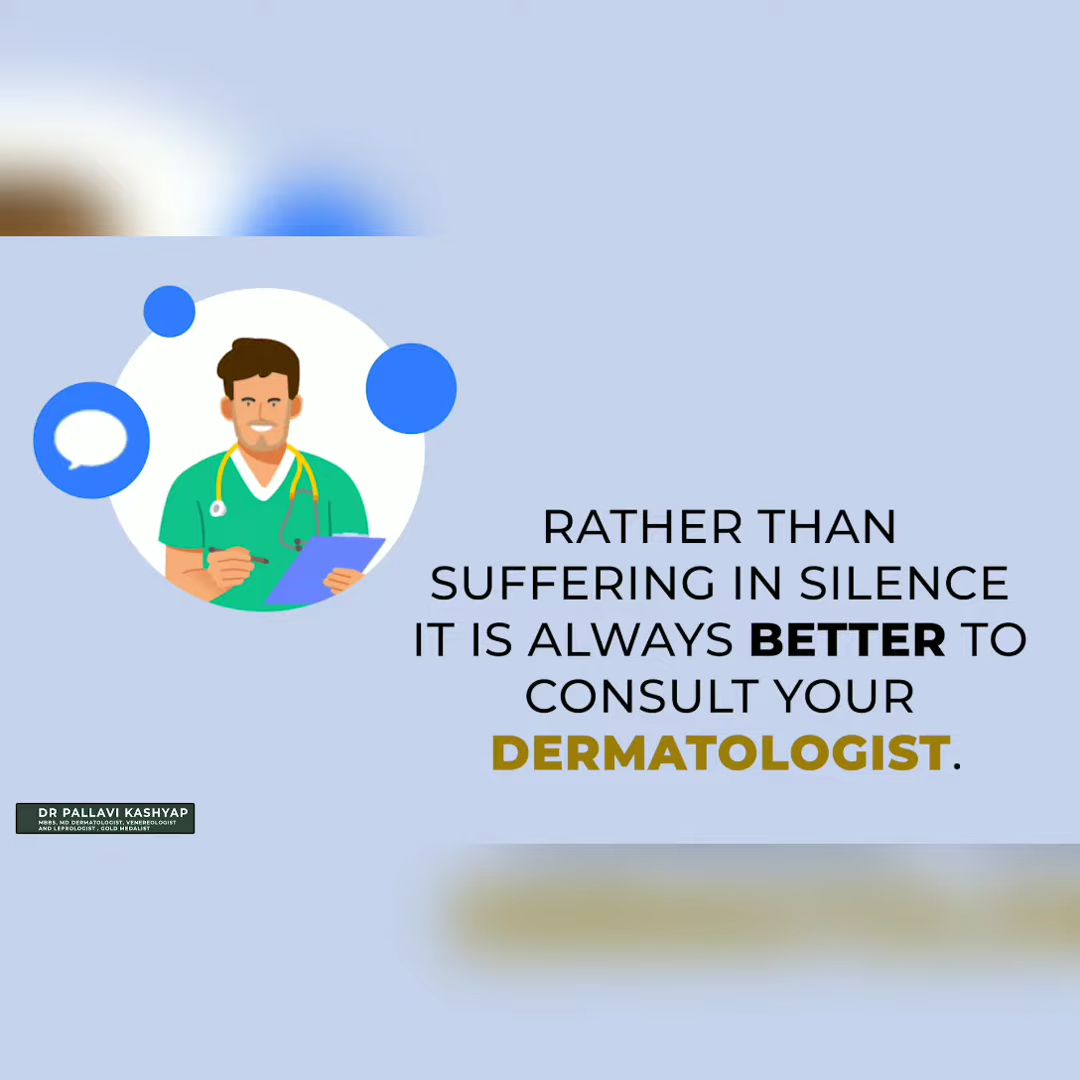 RATHER THAN
SUFFERING IN SILENCE
IT IS ALWAYS BETTER TO
CONSULT YOUR
DERMATOLOGIST.
DR PALLAVI KASHYAP
MBBS, MD DERMATOLOGIST, VENEREOLOGIST
AND LEPROLOGIST , GOLD MEDALIST